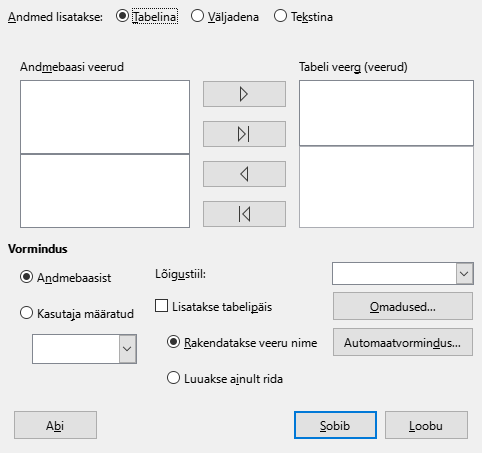 Andmed lisatakse: Tabelina Väljadena Tekstina
Andmebaasi veerud Tabeli veerg (veerud)
Vormindus
Andmebaasist Lõigustiil:
Kasutaja määratud Lisatakse tabelipäis Omadused...
Rakendatakse veeru nime Automaatvormindus...
Luuakse ainult rida
Abi Sobib Loobu